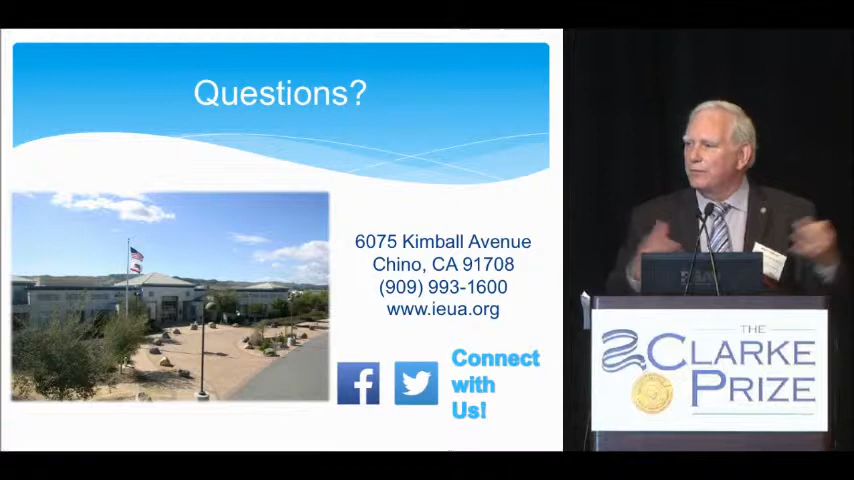 Questions?
6075 Kimball Avenue
Chino, CA 91708
(909) 993-1600
www.ieua.org
Connect
with
Us!
THE
CLARKE
PRIZE